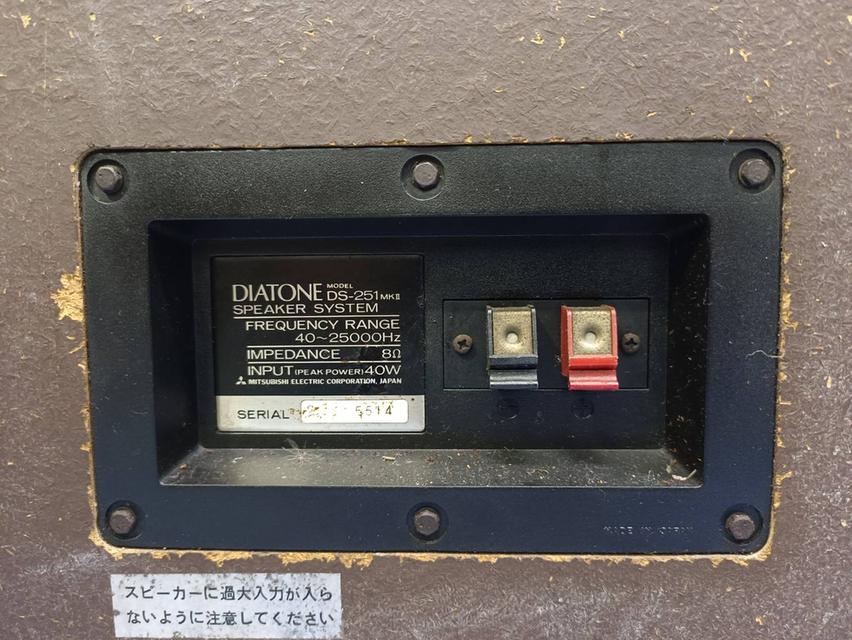 DIATONE MODEL DS-251 MKII
SPEAKER SYSTEM
FREQUENCY RANGE
40~25000Hz
IMPEDANCE 8Ω
INPUT (PEAK POWER) 40W
MITSUBISHI ELECTRIC CORPORATION, JAPAN
SERIAL 5514
MADE IN JAPAN
スピーカーに過大入力が入ら
ないように注意してください